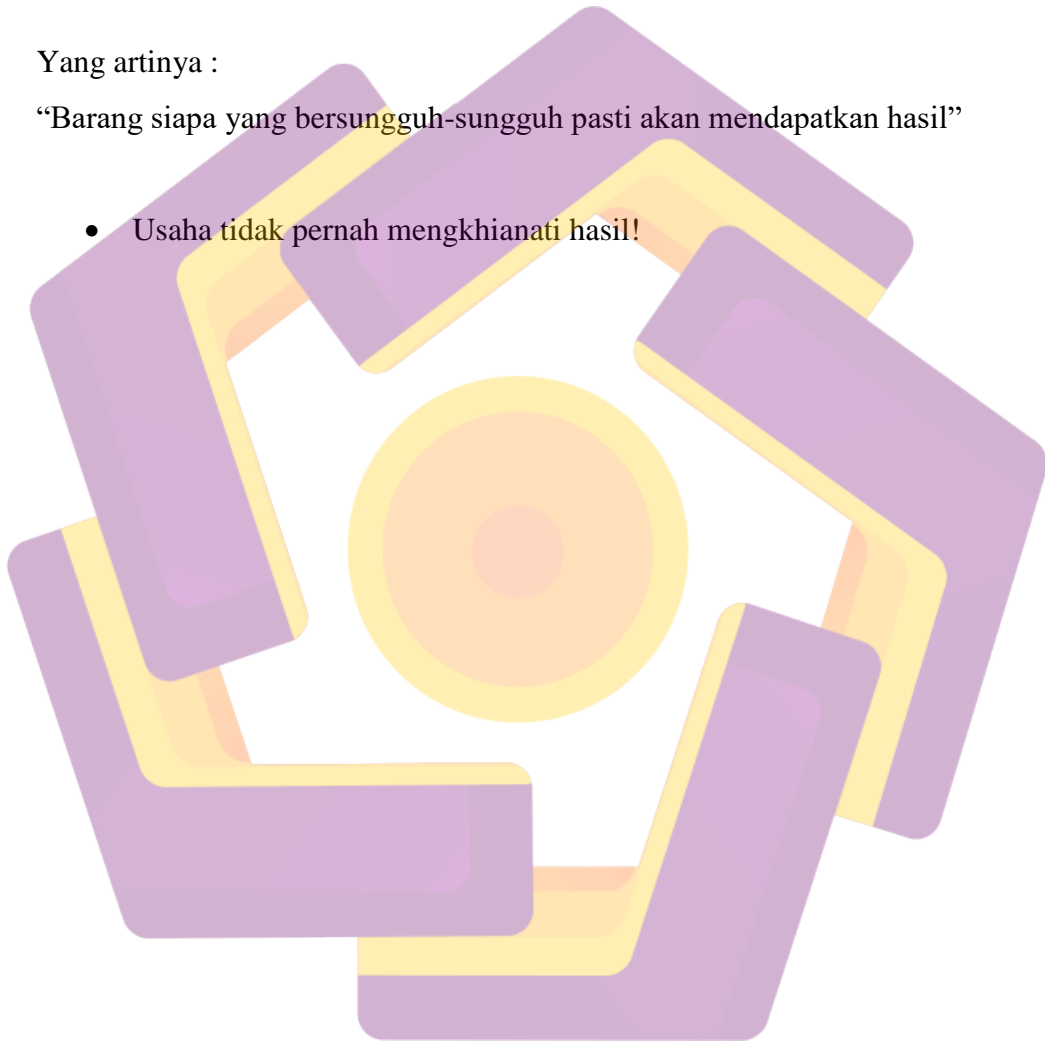 Yang artinya :
“Barang siapa yang bersungguh-sungguh pasti akan mendapatkan hasil”
• Usaha tidak pernah mengkhianati hasil!